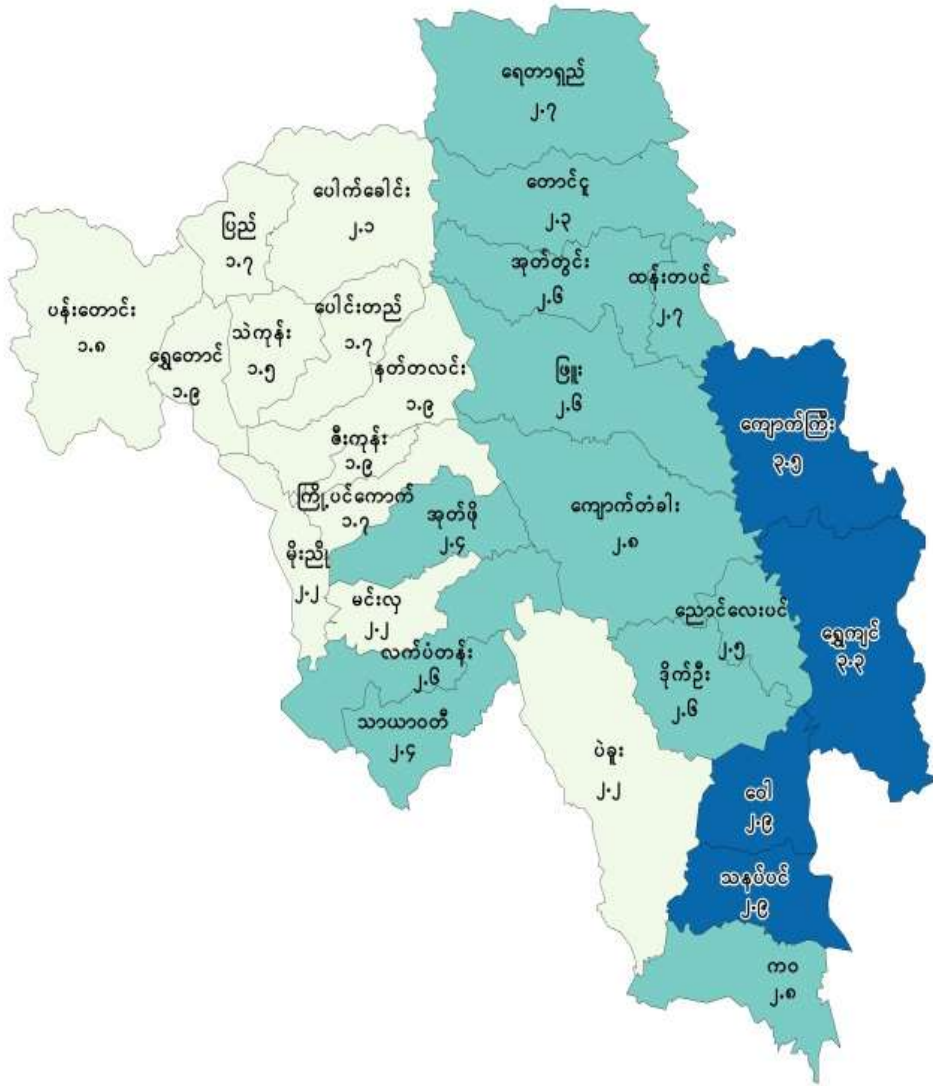 ရေတာရှည်
၂.၇
တောင်ငူ
၂.၃
ပေါက်ခေါင်း
၂.၁
ပြည်
၁.၇
အုတ်တွင်း
၂.၆
ထန်းတပင်
၂.၇
ပန်းတောင်း
၁.၈
ပေါင်းတည်
၁.၇
သဲကုန်း
၁.၅
ရွှေတောင်
၁.၉
နတ်တလင်း
၁.၉
ဖြူး
၂.၆
ကျောက်ကြီး
၃.၅
ဇီးကုန်း
၁.၉
ကြို့ပင်ကောက်
၁.၇
အုတ်ဖို
၂.၄
ကျောက်တံခါး
၂.၈
မိုးညို
၂.၂
မင်းလှ
၂.၂
ညောင်လေးပင်
၂.၅
ရွှေကျင်
၃.၃
လက်ပံတန်း
၂.၆
ဒိုက်ဦး
၂.၆
သာယာဝတီ
၂.၄
ပဲခူး
၂.၂
ဝေါ
၂.၉
သနပ်ပင်
၂.၉
ကဝ
၂.၈